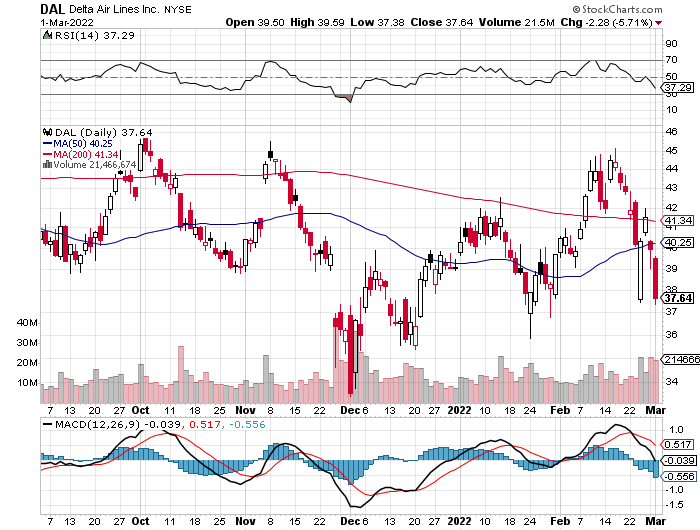 DAL Delta Air Lines Inc. NYSE
© StockCharts.com
1-Mar-2022
Open 39.50 High 39.59 Low 37.38 Close 37.64 Volume 21.5M Chg -2.28 (-5.71%)
RSI(14) 37.29
90
70
50
37.29
30
10
DAL (Daily) 37.64
MA(50) 40.25
MA(200) 41.34
Volume 21,466,674
46
45
44
43
42
41.34
40.25
39
38
37.64
37
36
34
40M
30M
20M
10M
214666
7 13 20 27 Oct 11 18 25 Nov 8 15 22 Dec 6 13 20 27 2022 10 18 24 Feb 7 14 22 Mar
MACD(12,26,9) -0.039, 0.517, -0.556
1.0
0.517
-0.039
-0.556
-1.0
-1.5
7 13 20 27 Oct 11 18 25 Nov 8 15 22 Dec 6 13 20 27 2022 10 18 24 Feb 7 14 22 Mar